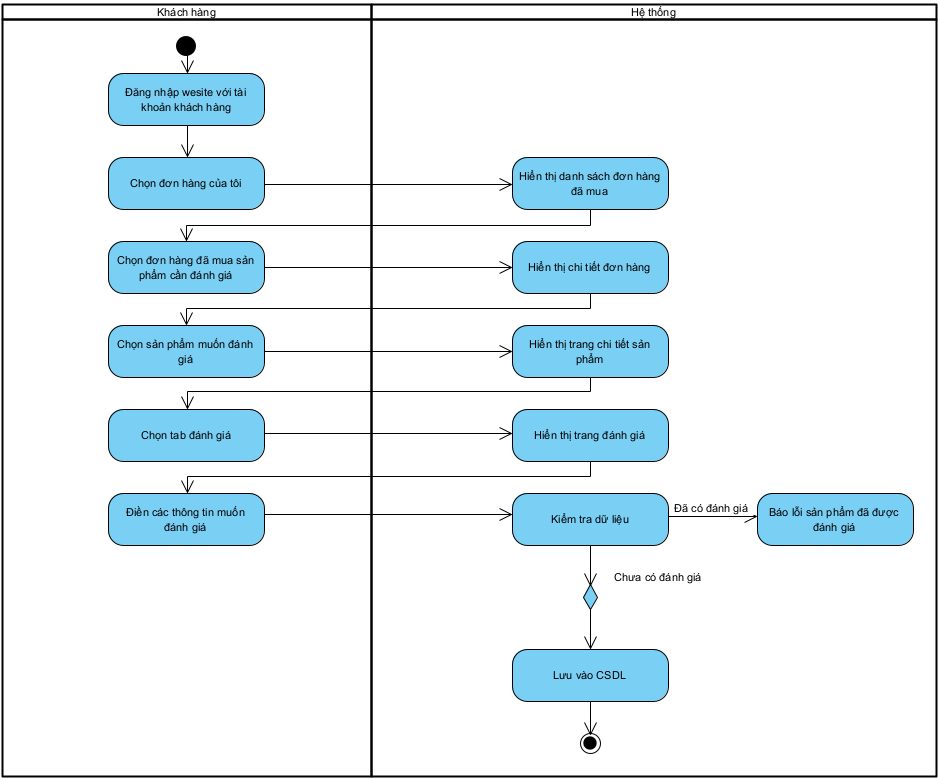 Khách hàng
Hệ thống
Đăng nhập wesite với tài
khoản khách hàng
Chọn đơn hàng của tôi
Hiển thị danh sách đơn hàng
đã mua
Chọn đơn hàng đã mua sản
phẩm cần đánh giá
Hiển thị chi tiết đơn hàng
Chọn sản phẩm muốn đánh
giá
Hiển thị trang chi tiết sản
phẩm
Chọn tab đánh giá
Hiển thị trang đánh giá
Điền các thông tin muốn
đánh giá
Kiểm tra dữ liệu
Đã có đánh giá
Báo lỗi sản phẩm đã được
đánh giá
Chưa có đánh giá
Lưu vào CSDL